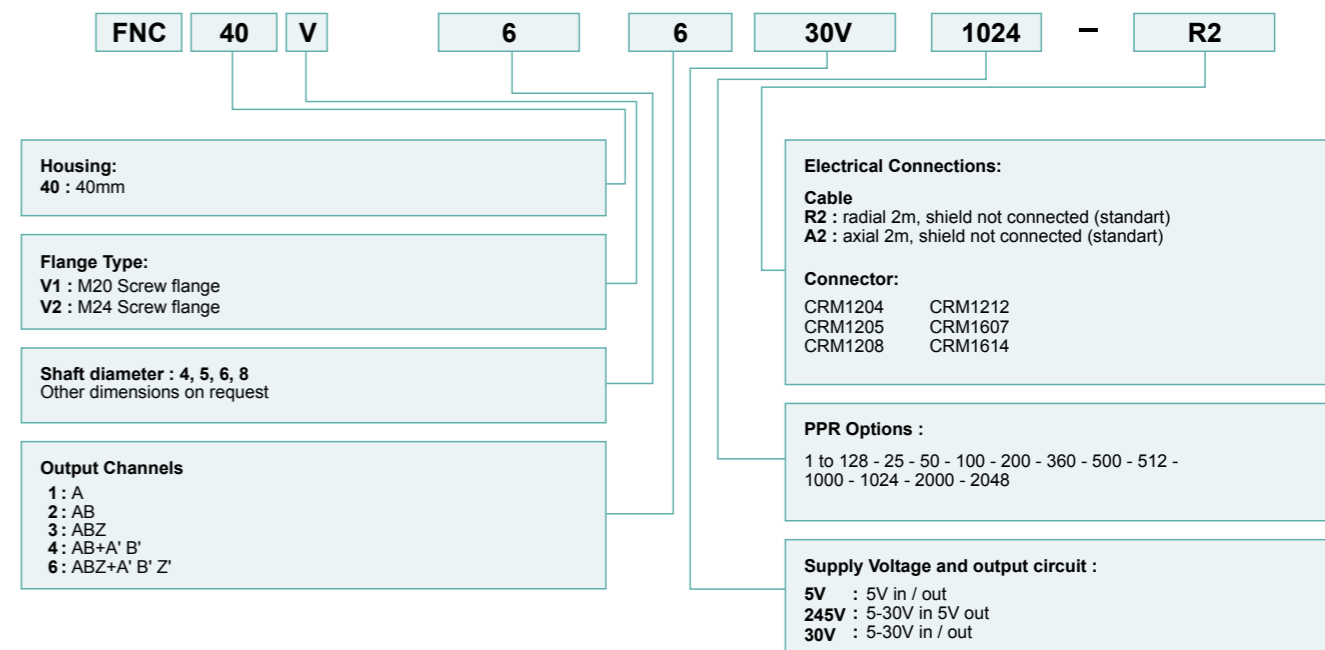 FNC 40 V 6 6 30V 1024 – R2
Housing:
40 : 40mm
Flange Type:
V1 : M20 Screw flange
V2 : M24 Screw flange
Shaft diameter : 4, 5, 6, 8
Other dimensions on request
Output Channels
1 : A
2 : AB
3 : ABZ
4 : AB+A' B'
6 : ABZ+A' B' Z'
Electrical Connections:
Cable
R2 : radial 2m, shield not connected (standart)
A2 : axial 2m, shield not connected (standart)
Connector:
CRM1204 CRM1212
CRM1205 CRM1607
CRM1208 CRM1614
PPR Options :
1 to 128 - 25 - 50 - 100 - 200 - 360 - 500 - 512 -
1000 - 1024 - 2000 - 2048
Supply Voltage and output circuit :
5V : 5V in / out
245V : 5-30V in 5V out
30V : 5-30V in / out